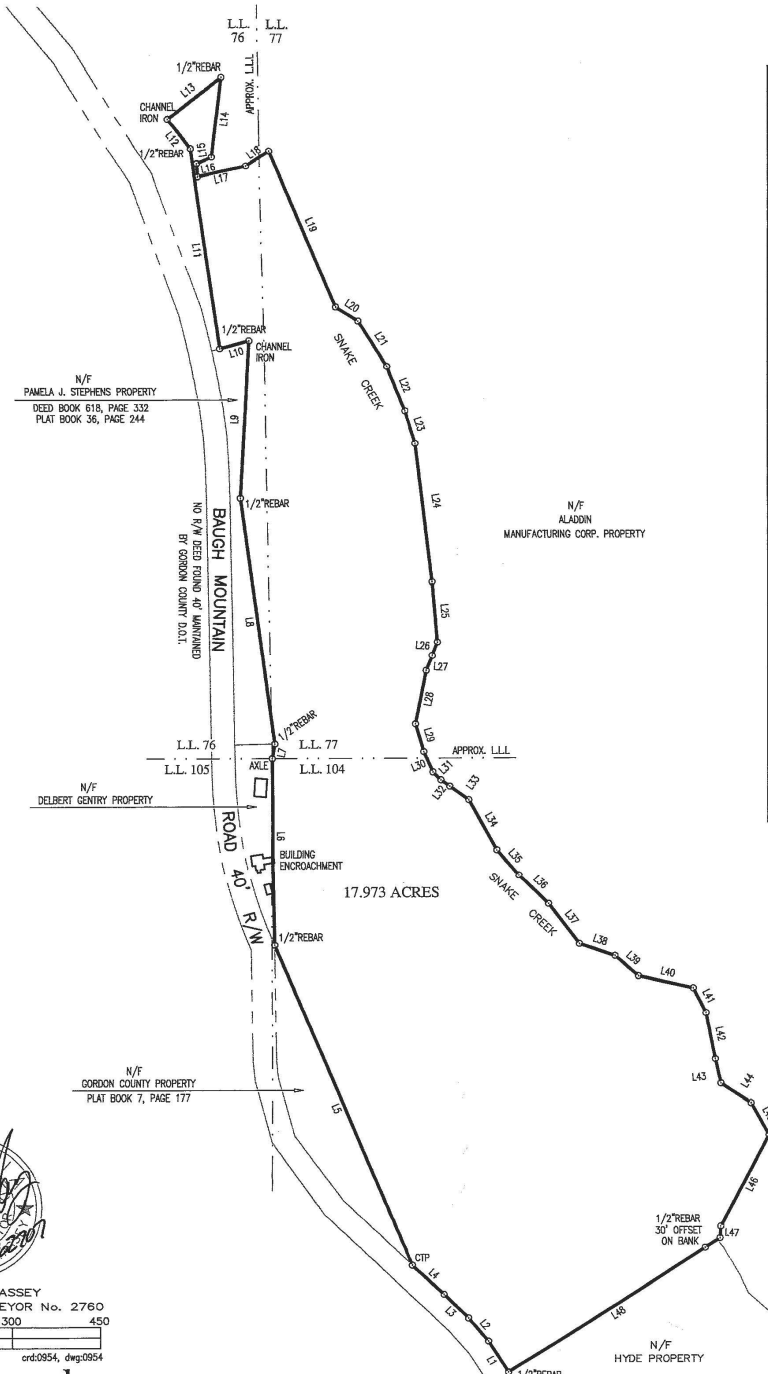 L.L. L.L.
76 77
APPROX. L.L.L
1/2"REBAR
L13
CHANNEL
IRON
L14
L12
1/2"REBAR
L15
L16
L17
L18
L11
L19
1/2"REBAR
L10
CHANNEL
IRON
L20
L21
SNAKE
CREEK
L22
L23
N/F
PAMELA J. STEPHENS PROPERTY
DEED BOOK 618, PAGE 332
PLAT BOOK 36, PAGE 244
L9
L24
1/2"REBAR
N/F
ALADDIN
MANUFACTURING CORP. PROPERTY
BAUGH MOUNTAIN
NO R/W DEED FOUND 40' MAINTAINED
BY GORDON COUNTY D.O.T.
L8
L25
L26
L27
L28
1/2"REBAR
L29
L.L. 76 L.L. 77
L7
APPROX. L.L.L
AXLE
L.L. 105 L.L. 104
L30
L31
L32
L33
N/F
DELBERT GENTRY PROPERTY
L6
L34
ROAD 40' R/W
BUILDING
ENCROACHMENT
L35
SNAKE
CREEK
L36
17.973 ACRES
L37
1/2"REBAR
L38
L39
L40
L41
L42
N/F
GORDON COUNTY PROPERTY
PLAT BOOK 7, PAGE 177
L43
L44
L5
L46
1/2"REBAR
30' OFFSET
ON BANK
L47
CTP
L4
L3
L2
L1
L48
ASSEY
EYOR No. 2760
300 450
crd:0954, dwg:0954
N/F
HYDE PROPERTY
1/2"REBAR